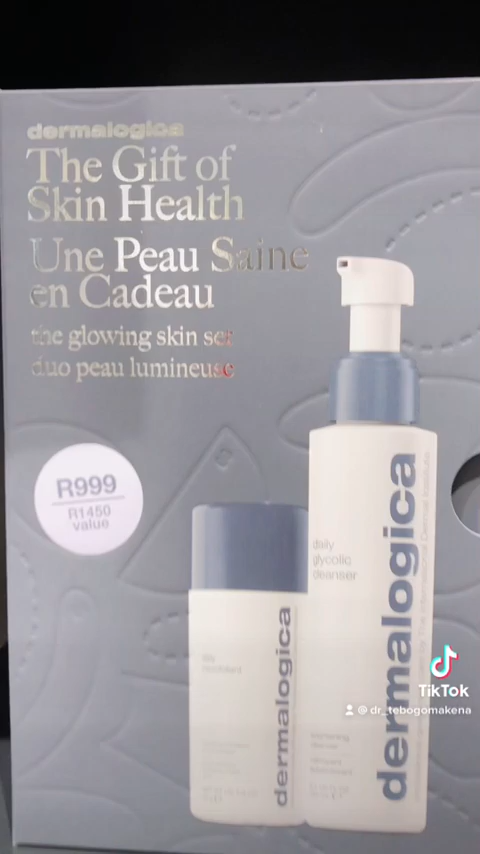 dermalogica
The Gift of
Skin Health
Une Peau Saine
en Cadeau
the glowing skin set
duo peau lumineuse
R999
R1450
value
daily
glycolic
cleanser
dermalogica
dermalogica
TikTok
@dr_tebogomakena